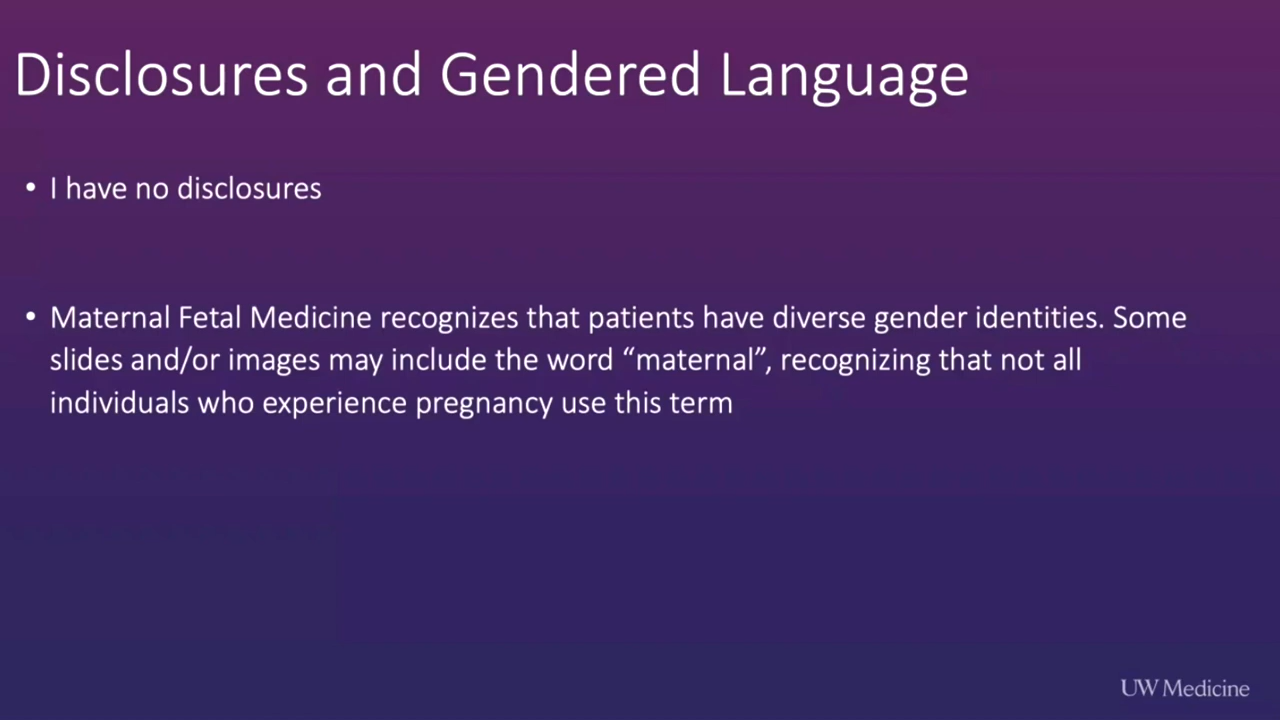 Disclosures and Gendered Language
• I have no disclosures
• Maternal Fetal Medicine recognizes that patients have diverse gender identities. Some
slides and/or images may include the word “maternal”, recognizing that not all
individuals who experience pregnancy use this term
UW Medicine